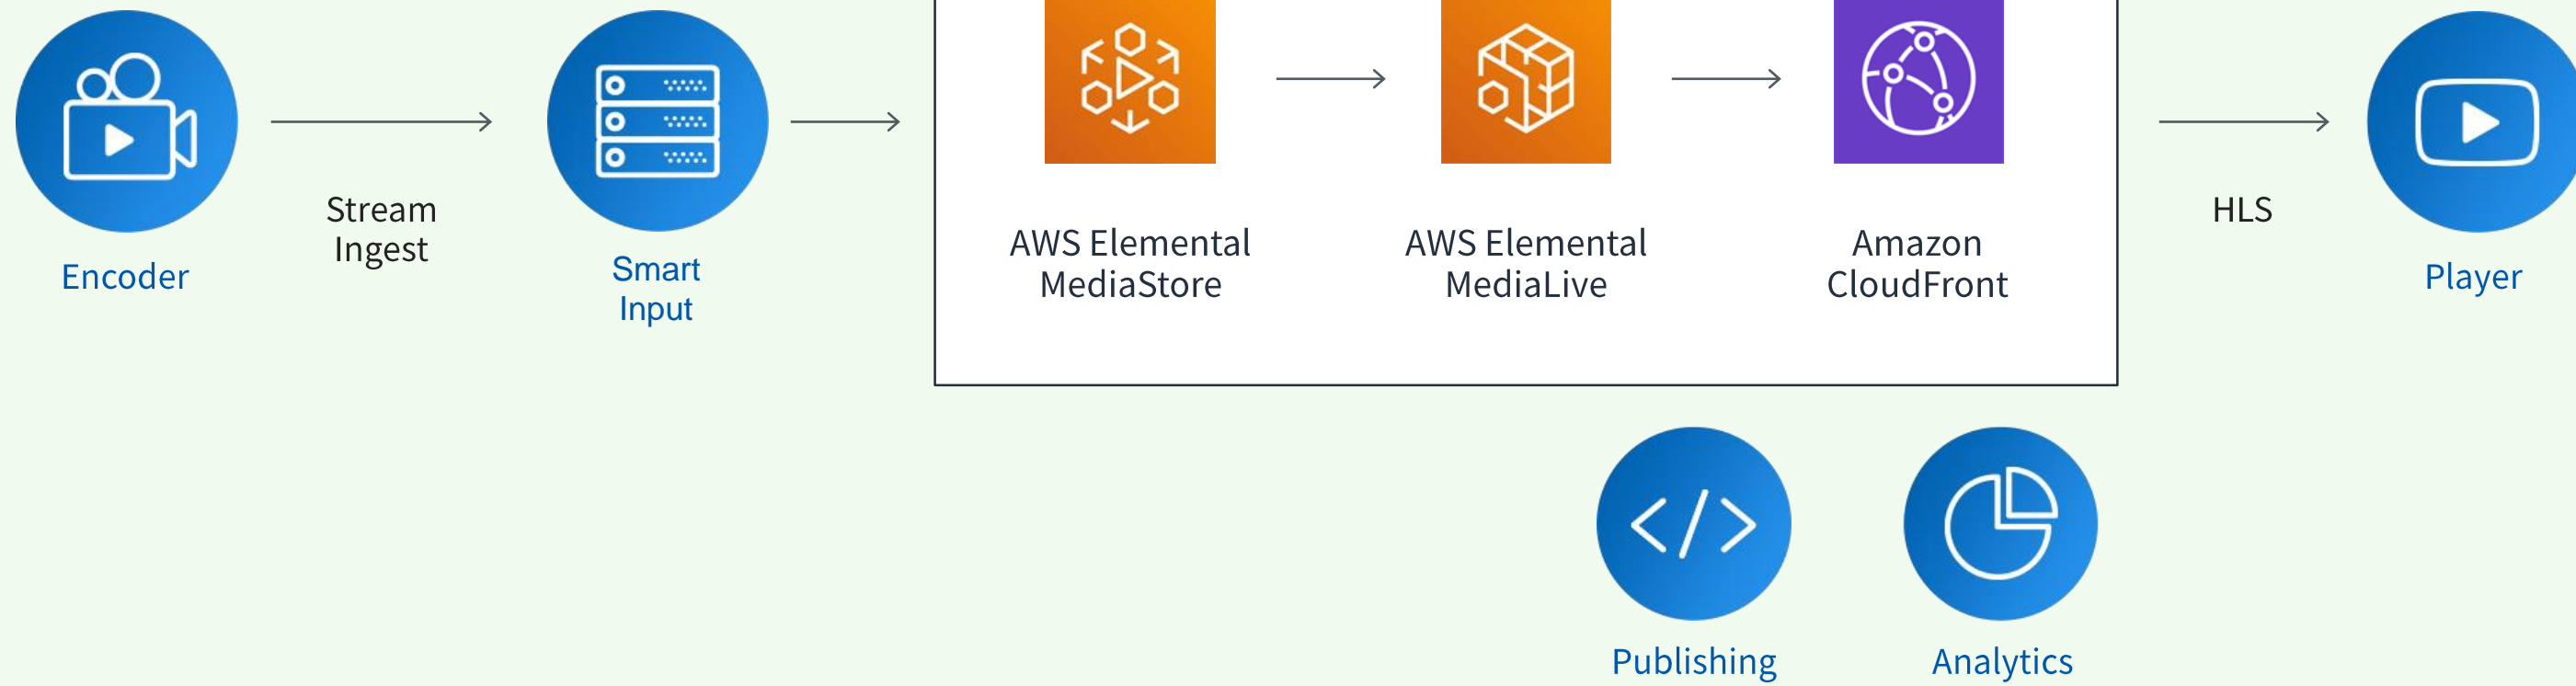 Encoder
Stream
Ingest
Smart
Input
AWS Elemental
MediaStore
AWS Elemental
MediaLive
Amazon
CloudFront
HLS
Player
Publishing
Analytics